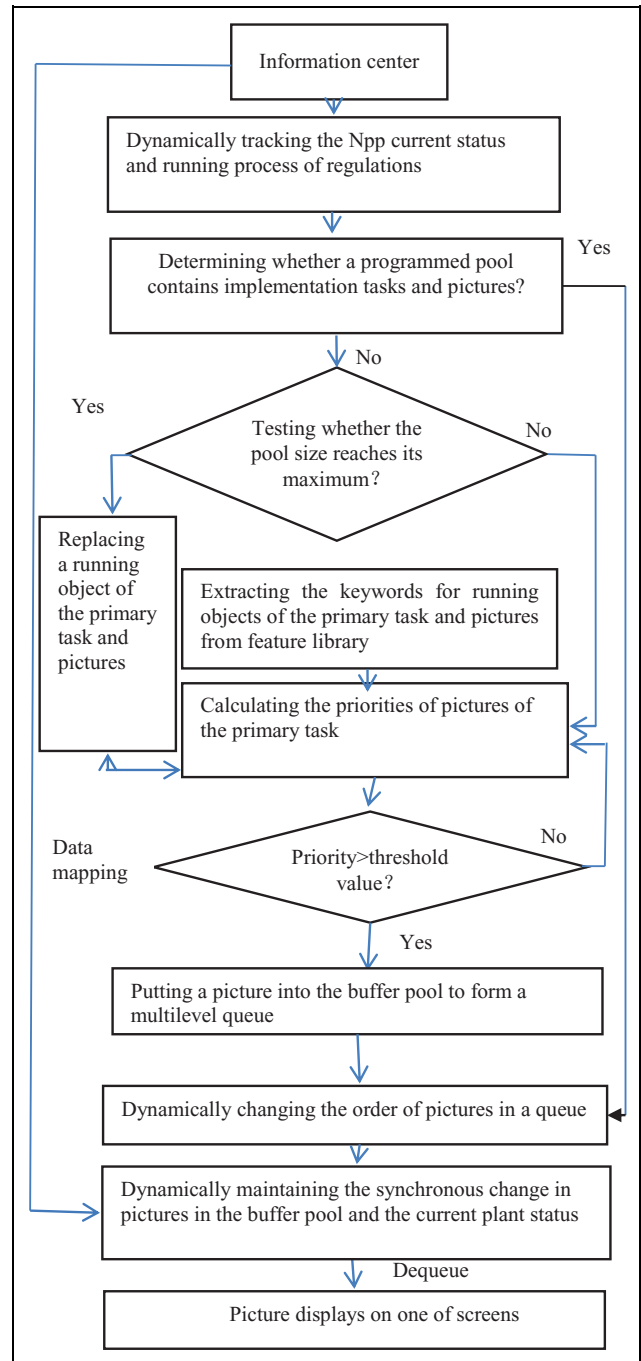 Information center
Dynamically tracking the Npp current status
and running process of regulations
Determining whether a programmed pool
contains implementation tasks and pictures?
Yes
No
Yes
Testing whether the
pool size reaches its
maximum?
No
Replacing
a running
object of
the primary
task and
pictures
Extracting the keywords for running
objects of the primary task and pictures
from feature library
Calculating the priorities of pictures of
the primary task
Data
mapping
Priority>threshold
value?
No
Yes
Putting a picture into the buffer pool to form a
multilevel queue
Dynamically changing the order of pictures in a queue
Dynamically maintaining the synchronous change in
pictures in the buffer pool and the current plant status
Dequeue
Picture displays on one of screens